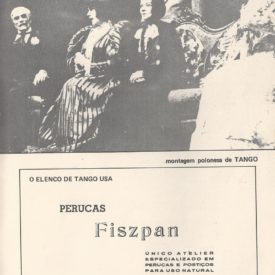 montagem polonesa de TANGO
O ELENCO DE TANGO USA
PERUCAS
Fiszpan
ÚNICO ATELIER
ESPECIALIZADO EM
PERUCAS E POSTIÇOS
PARA USO NATURAL